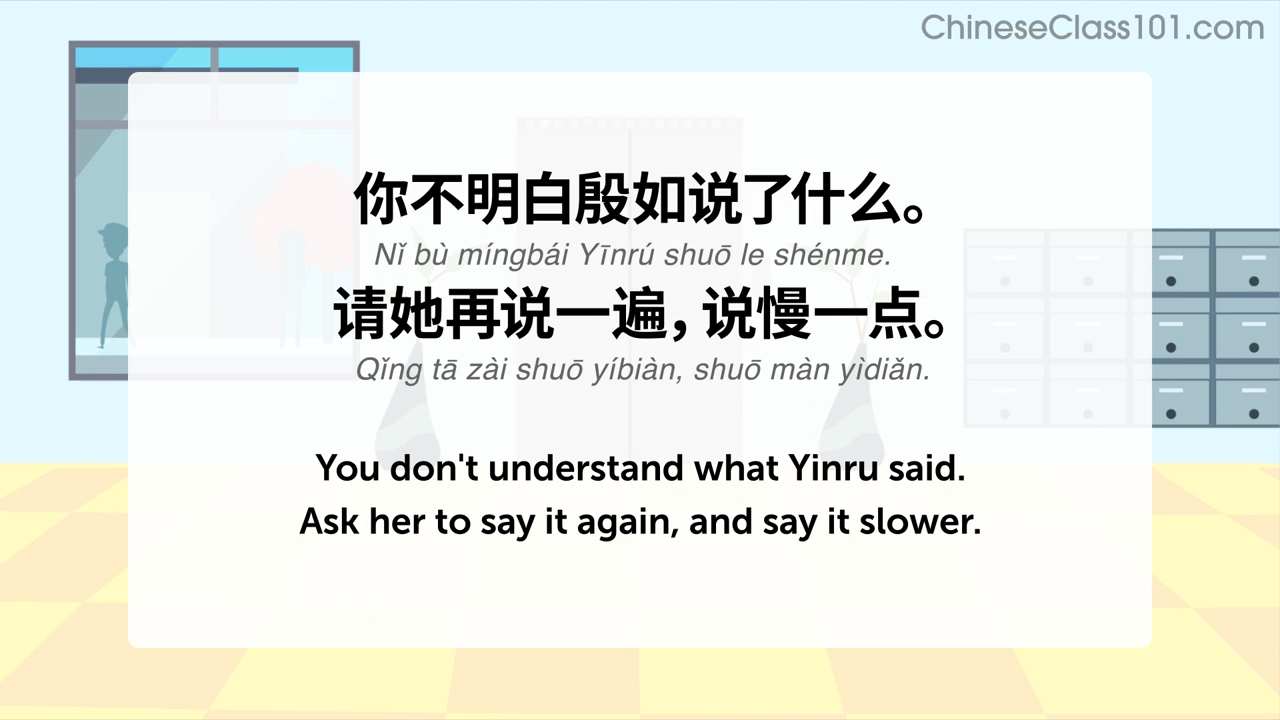 ChineseClass101.com
你不明白殷如说了什么。
Nǐ bù míngbái Yīnrú shuō le shénme.
请她再说一遍，说慢一点。
Qǐng tā zài shuō yíbiàn, shuō màn yìdiǎn.
You don't understand what Yinru said.
Ask her to say it again, and say it slower.